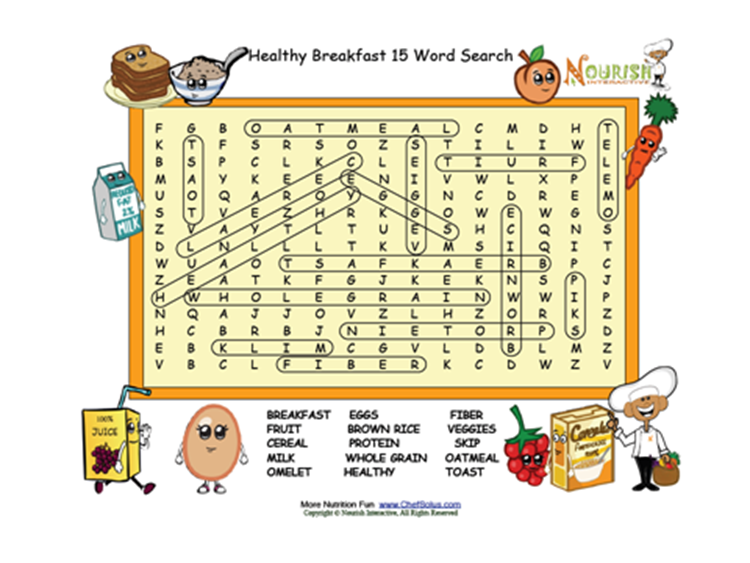 Healthy Breakfast 15 Word Search
NOURISH
INTERACTIVE
F G B O A T M E A L C M D H T
K T F S R S O Z S T I L I W E
B S P C L K C L E T I U R F L
M A Y K E E E N I V W L X P E
U O Q A R O Y G G N C D R E M
S T V E Z H R K G O W E W G O
Z V A Y T L T U E S H C Q N S
D L N L L L T K V M S I Q I T
W U A O T S A F K A E R B P C
Z E A T K F G J K E K N S P J
H W H O L E G R A I N W W I P
N Q A J J O V Z L H Z O R K Z
H C B R B J N I E T O R P S D
E B K L I M C G V L D B L M Z
V B C L F I B E R K C D W Z V
REDUCED
FAT
2%
MILK
100%
JUICE
Cereal
BREAKFAST EGGS FIBER
FRUIT BROWN RICE VEGGIES
CEREAL PROTEIN SKIP
MILK WHOLE GRAIN OATMEAL
OMELET HEALTHY TOAST
More Nutrition Fun www.ChefSolus.com
Copyright © Nourish Interactive, All Rights Reserved